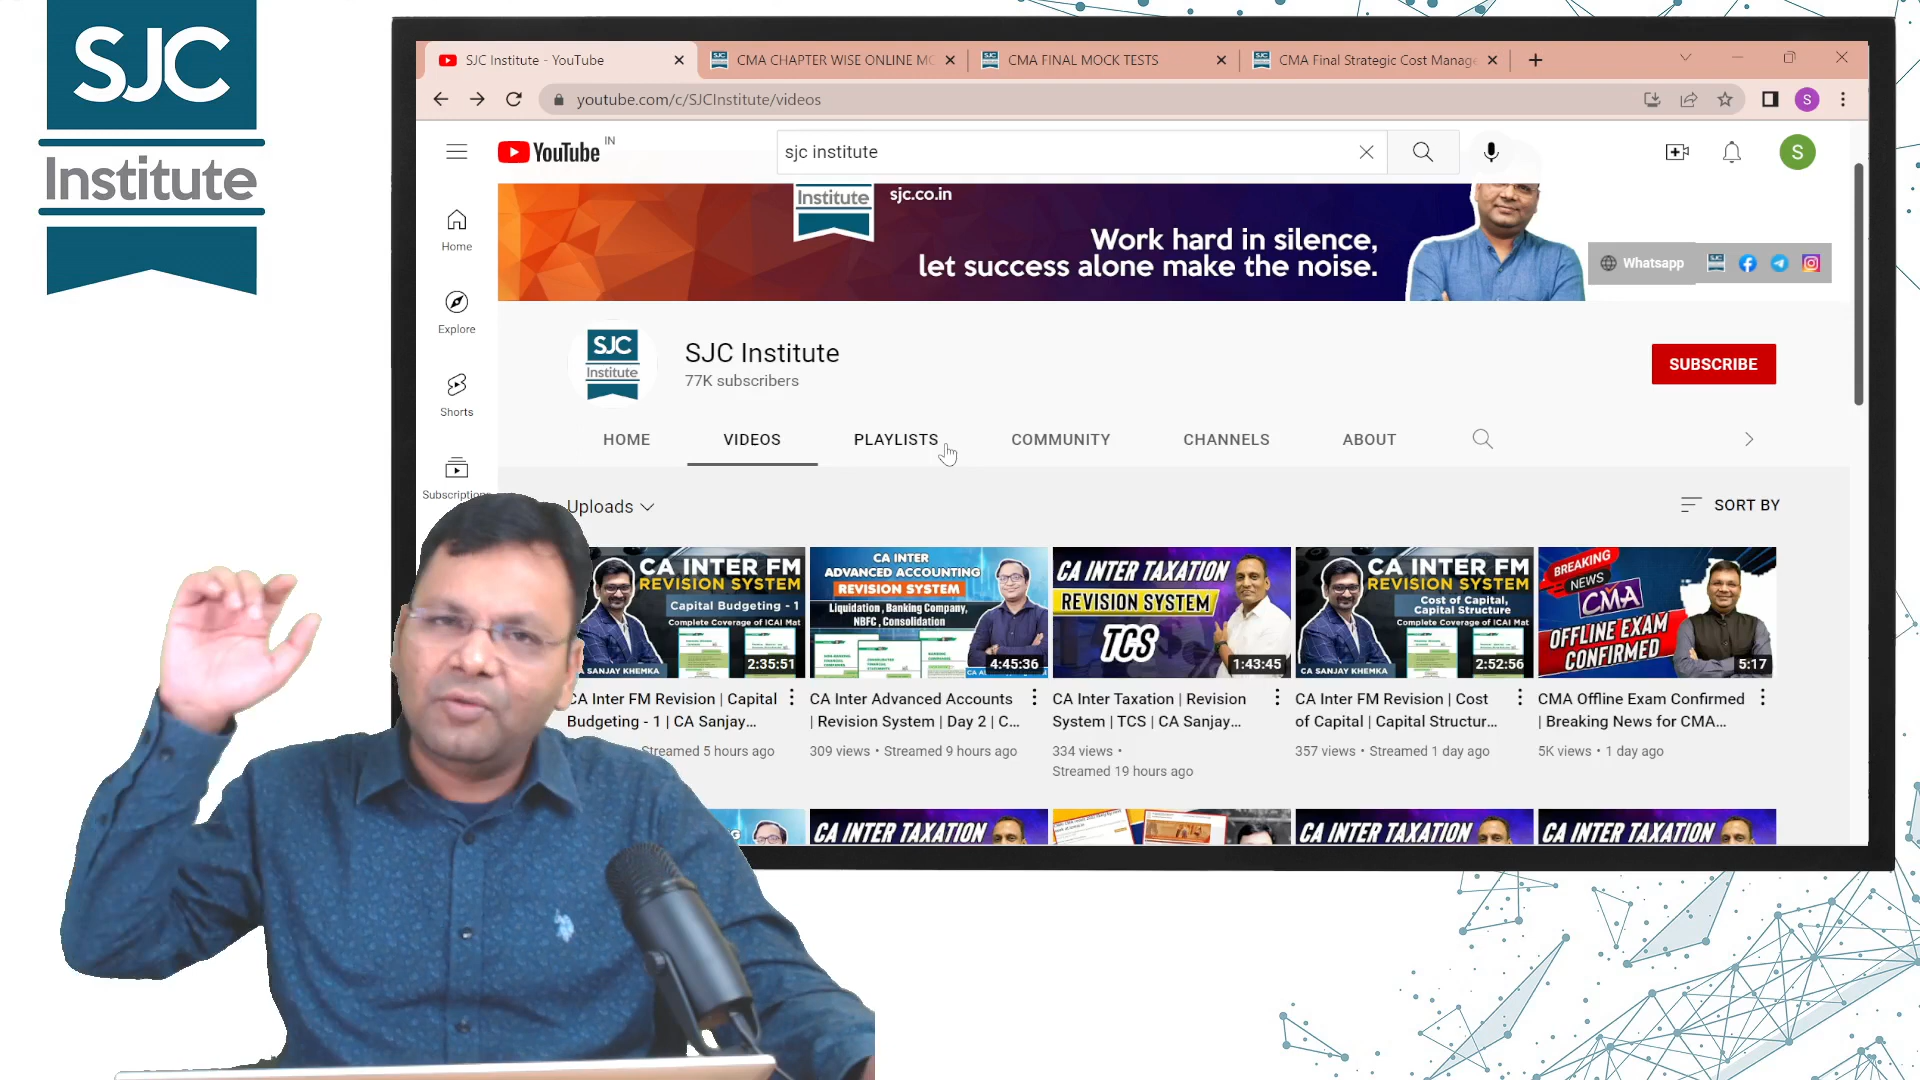 SJC
Institute
SJC Institute - YouTube
CMA CHAPTER WISE ONLINE MO
CMA FINAL MOCK TESTS
CMA Final Strategic Cost Manage
youtube.com/c/SJCInstitute/videos
S
YouTube
IN
sjc institute
S
Institute
sjc.co.in
Work hard in silence,
let success alone make the noise.
Whatsapp
Home
Explore
Shorts
Subscriptions
SJC
Institute
SJC Institute
77K subscribers
SUBSCRIBE
HOME
VIDEOS
PLAYLISTS
COMMUNITY
CHANNELS
ABOUT
Uploads
SORT BY
CA INTER FM
REVISION SYSTEM
Capital Budgeting - 1
Complete Coverage of ICAI Mat
CA SANJAY KHEMKA
2:35:51
CA INTER
ADVANCED ACCOUNTING
REVISION SYSTEM
Liquidation , Banking Company,
NBFC , Consolidation
4:45:36
CA INTER TAXATION
REVISION SYSTEM
TCS
1:43:45
CA INTER FM
REVISION SYSTEM
Cost of Capital,
Capital Structure
Complete Coverage of ICAI Mat
CA SANJAY KHEMKA
2:52:56
BREAKING
NEWS
CMA
OFFLINE EXAM
CONFIRMED
5:17
CA Inter FM Revision | Capital
Budgeting - 1 | CA Sanjay...
Streamed 5 hours ago
CA Inter Advanced Accounts
| Revision System | Day 2 | C...
309 views • Streamed 9 hours ago
CA Inter Taxation | Revision
System | TCS | CA Sanjay...
334 views •
Streamed 19 hours ago
CA Inter FM Revision | Cost
of Capital | Capital Structur...
357 views • Streamed 1 day ago
CMA Offline Exam Confirmed
| Breaking News for CMA...
5K views • 1 day ago
CA INTER TAXATION
CA INTER TAXATION
CA INTER TAXATION